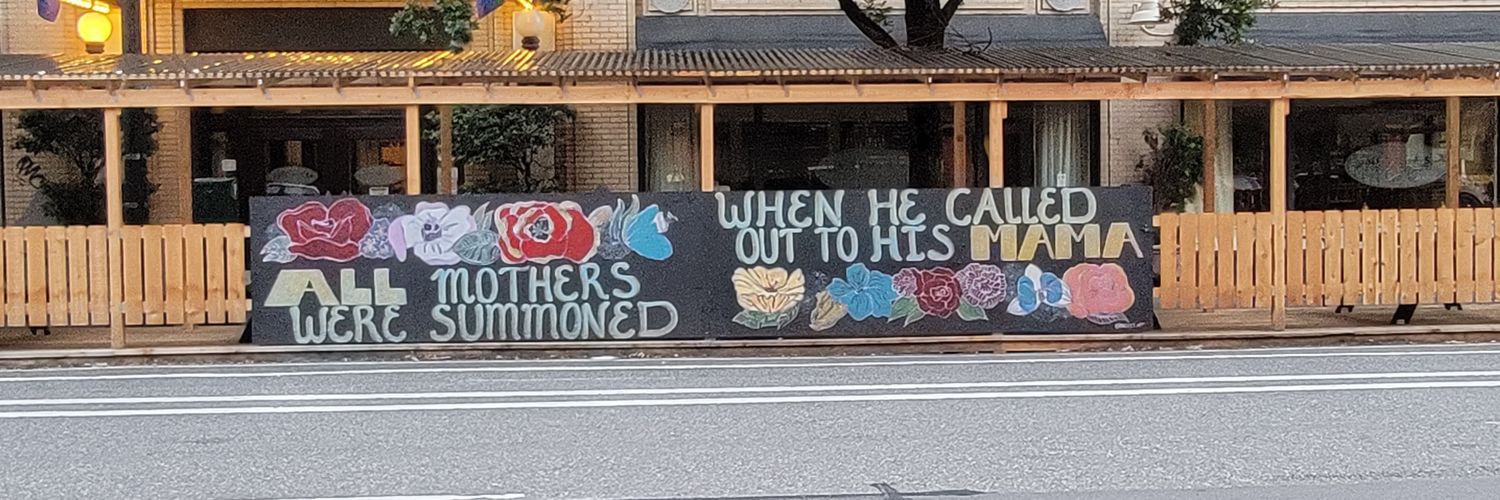 ALL MOTHERS
WERE SUMMONED
WHEN HE CALLED
OUT TO HIS MAMA